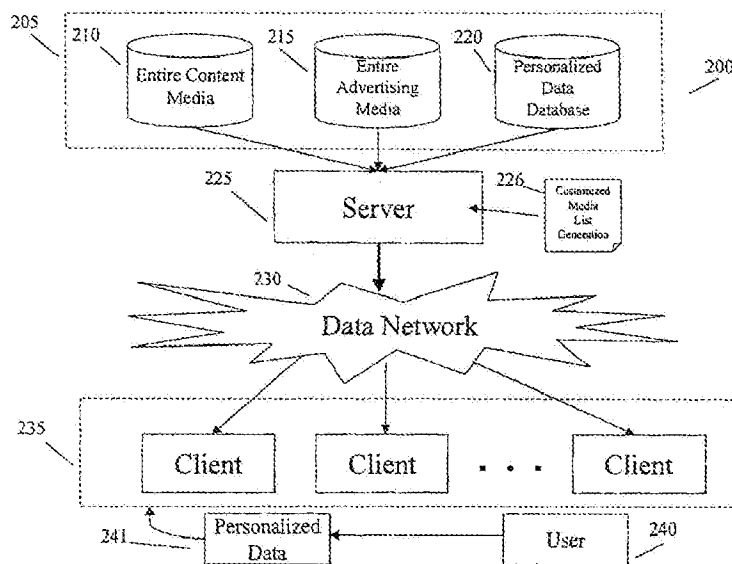 205
210
Entire Content
Media
215
Entire
Advertising
Media
220
Personalized
Data
Database
200
225
Server
226
Customized
Media
List
Generation
230
Data Network
235
Client
Client
. . .
Client
241
Personalized
Data
User
240